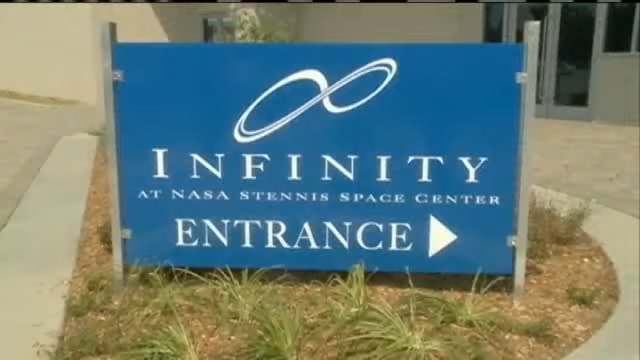 INFINITY
AT NASA STENNIS SPACE CENTER
ENTRANCE